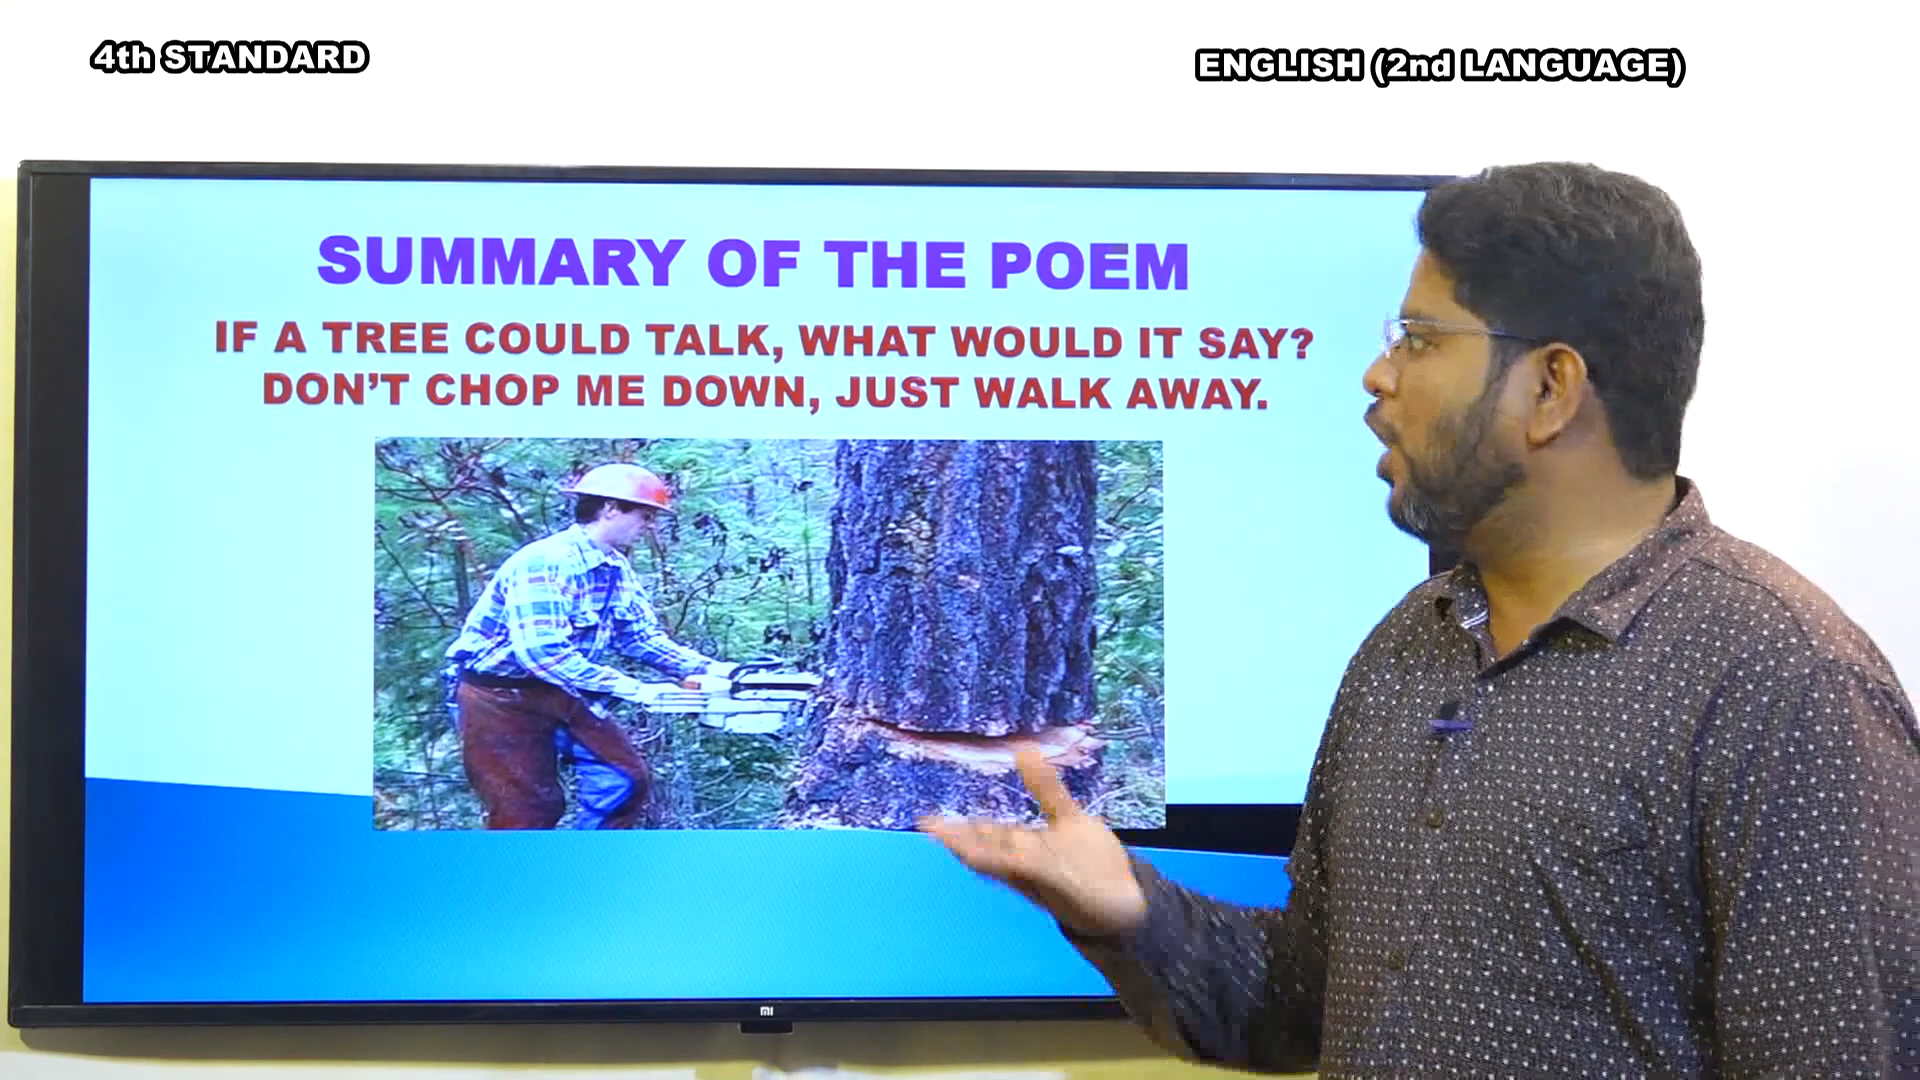 4th STANDARD
ENGLISH (2nd LANGUAGE)
SUMMARY OF THE POEM
IF A TREE COULD TALK, WHAT WOULD IT SAY?
DON'T CHOP ME DOWN, JUST WALK AWAY.
mi